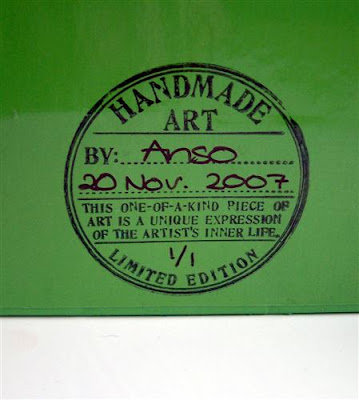 HANDMADE
ART
BY: Anso
20 Nov. 2007
THIS ONE-OF-A-KIND PIECE OF
ART IS A UNIQUE EXPRESSION
OF THE ARTIST'S INNER LIFE.
1/1
LIMITED EDITION